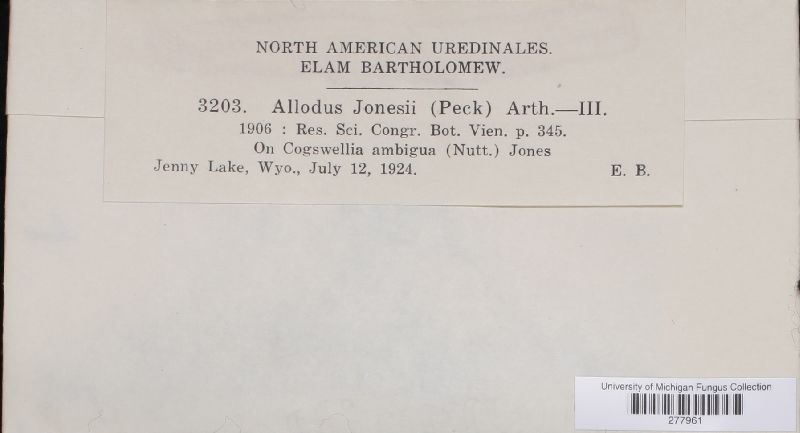 NORTH AMERICAN UREDINALES.
ELAM BARTHOLOMEW.
3203. Allodus Jonesii (Peck) Arth.—III.
1906 : Res. Sci. Congr. Bot. Vien. p. 345.
On Cogswellia ambigua (Nutt.) Jones
Jenny Lake, Wyo., July 12, 1924. E. B.
University of Michigan Fungus Collection
277961